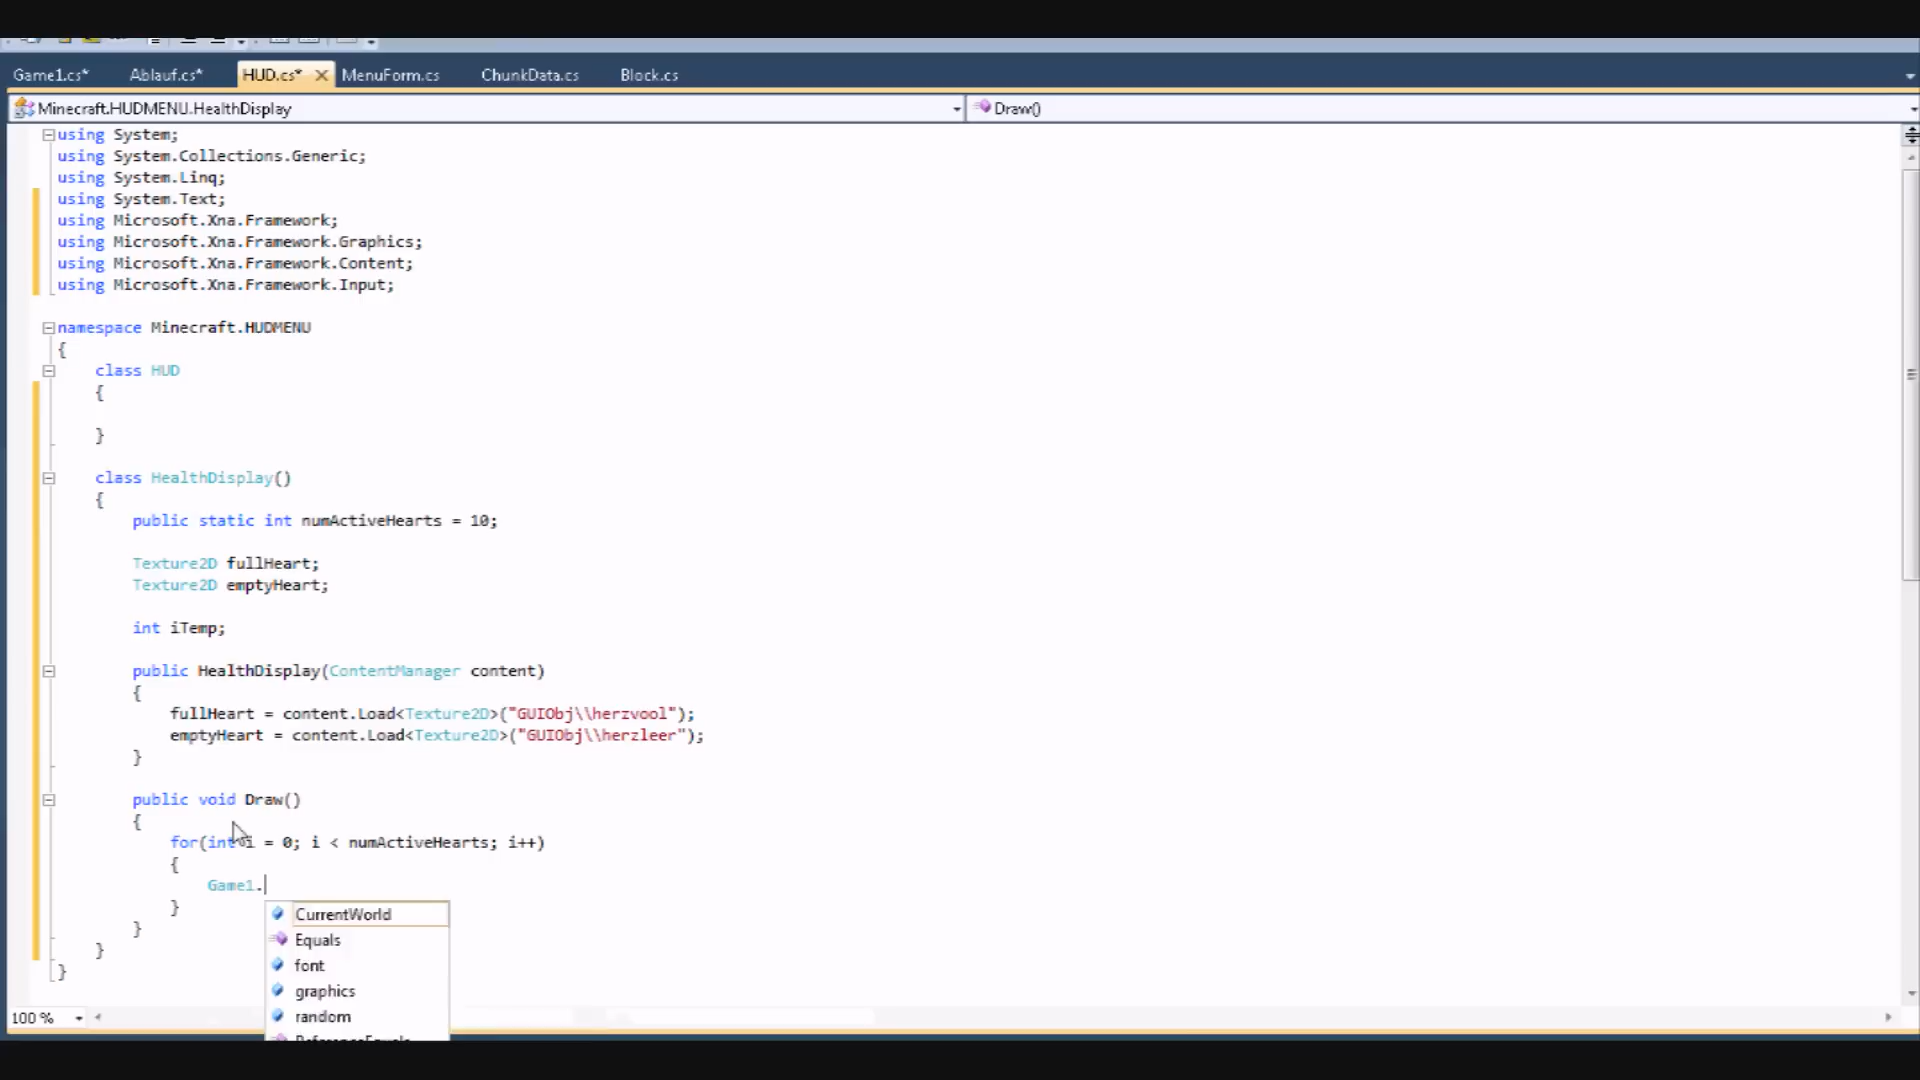 Game1.cs* Ablauf.cs* HUD.cs* MenuForm.cs ChunkData.cs Block.cs
Minecraft.HUDMENU.HealthDisplay Draw()
using System;
using System.Collections.Generic;
using System.Linq;
using System.Text;
using Microsoft.Xna.Framework;
using Microsoft.Xna.Framework.Graphics;
using Microsoft.Xna.Framework.Content;
using Microsoft.Xna.Framework.Input;
namespace Minecraft.HUDMENU
{
class HUD
{
}
class HealthDisplay()
{
public static int numActiveHearts = 10;
Texture2D fullHeart;
Texture2D emptyHeart;
int iTemp;
public HealthDisplay(ContentManager content)
{
fullHeart = content.Load<Texture2D>("GUIObj\\herzvool");
emptyHeart = content.Load<Texture2D>("GUIObj\\herzleer");
}
public void Draw()
{
for(int i = 0; i < numActiveHearts; i++)
{
Game1.
}
}
}
}
CurrentWorld
Equals
font
graphics
random
100 %